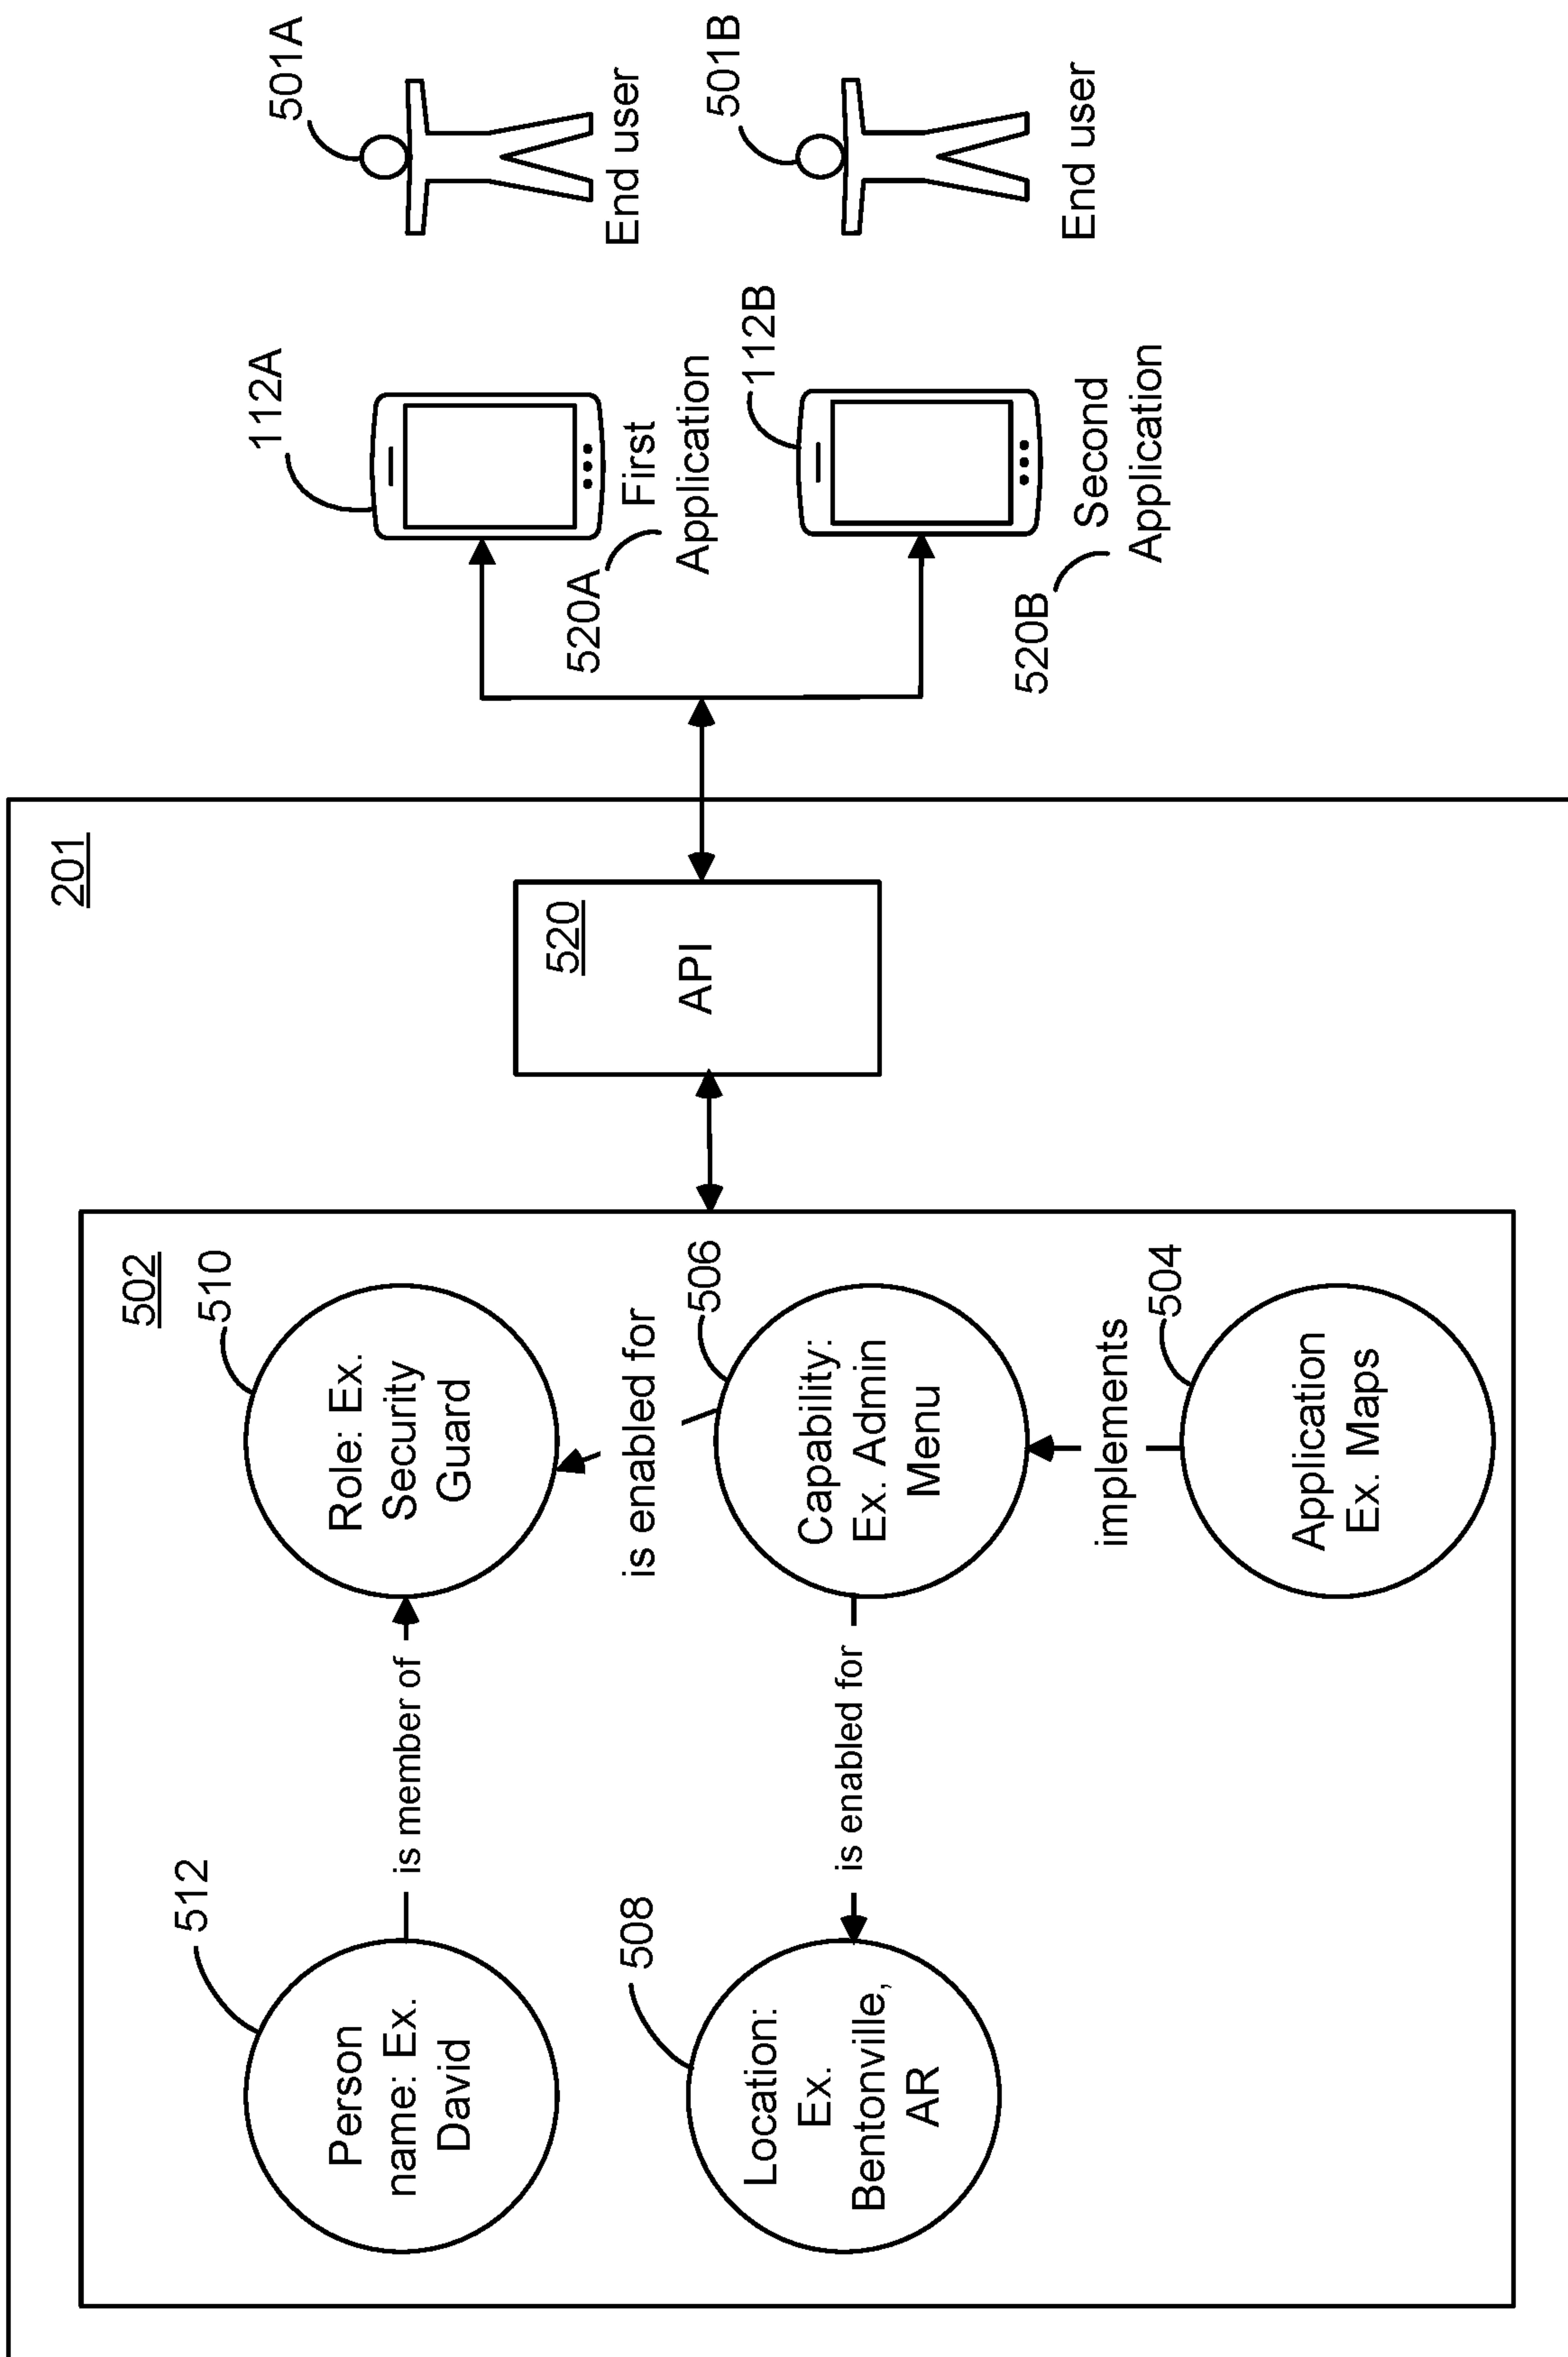 201
502
512
Person
name: Ex.
David
is member of
510
Role: Ex.
Security
Guard
is enabled for
508
Location:
Ex.
Bentonville,
AR
is enabled for
506
Capability:
Ex. Admin
Menu
implements
504
Application
Ex. Maps
520
API
112A
520A
First
Application
501A
End user
112B
520B
Second
Application
501B
End user